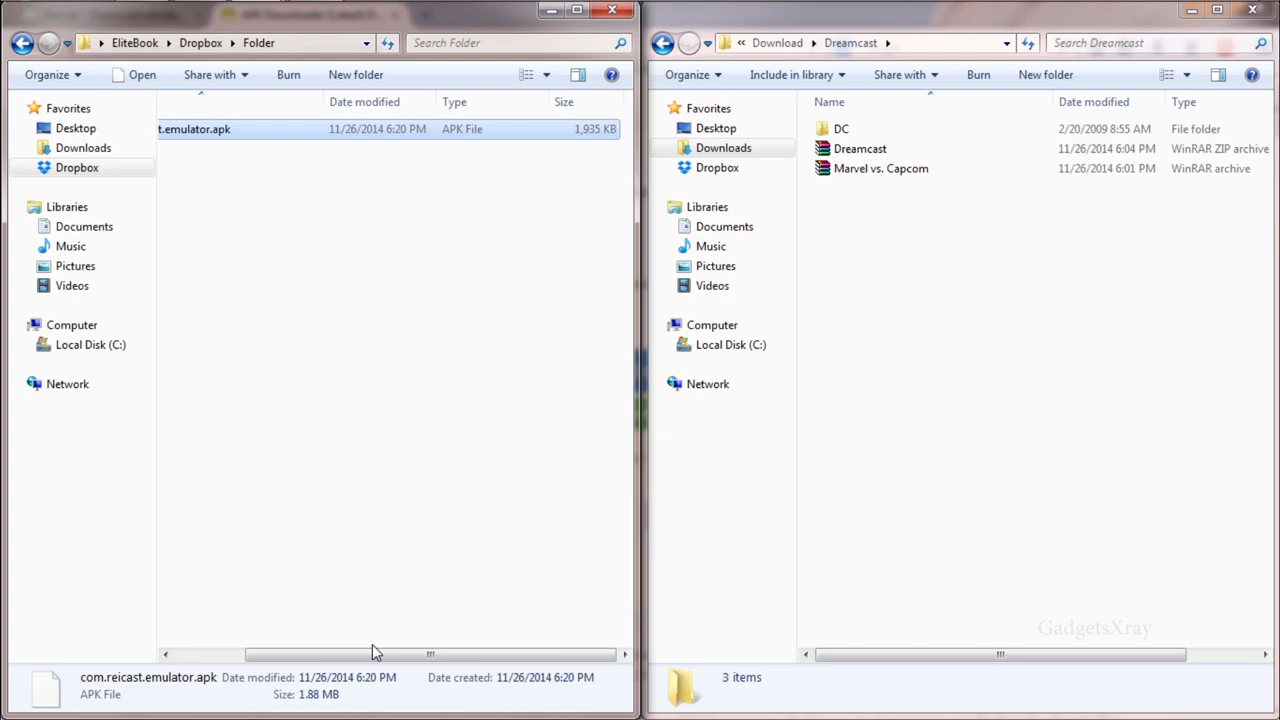 EliteBook Dropbox Folder
Search Folder
Organize Open Share with Burn New folder
Favorites
Desktop
Downloads
Dropbox
Libraries
Documents
Music
Pictures
Videos
Computer
Local Disk (C:)
Network
Date modified Type Size
t.emulator.apk 11/26/2014 6:20 PM APK File 1,935 KB
com.reicast.emulator.apk Date modified: 11/26/2014 6:20 PM Date created: 11/26/2014 6:20 PM
APK File Size: 1.88 MB
« Download Dreamcast
Search Dreamcast
Organize Include in library Share with Burn New folder
Favorites
Desktop
Downloads
Dropbox
Libraries
Documents
Music
Pictures
Videos
Computer
Local Disk (C:)
Network
Name Date modified Type
DC 2/20/2009 8:55 AM File folder
Dreamcast 11/26/2014 6:04 PM WinRAR ZIP archive
Marvel vs. Capcom 11/26/2014 6:01 PM WinRAR archive
GadgetsXray
3 items